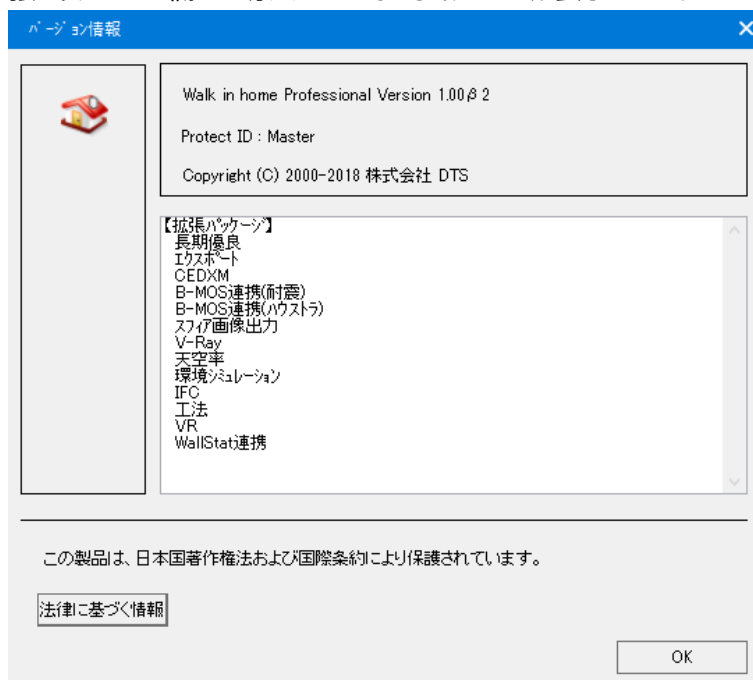 バージョン情報
Walk in home Professional Version 1.00β2
Protect ID : Master
Copyright (C) 2000-2018 株式会社 DTS
【拡張パッケージ】
長期優良
エクスポート
CEDXM
B-MOS連携(耐震)
B-MOS連携(ハウストラ)
スフィア画像出力
V-Ray
天空率
環境シミュレーション
IFC
工法
VR
WallStat連携
この製品は、日本国著作権法および国際条約により保護されています。
法律に基づく情報
OK